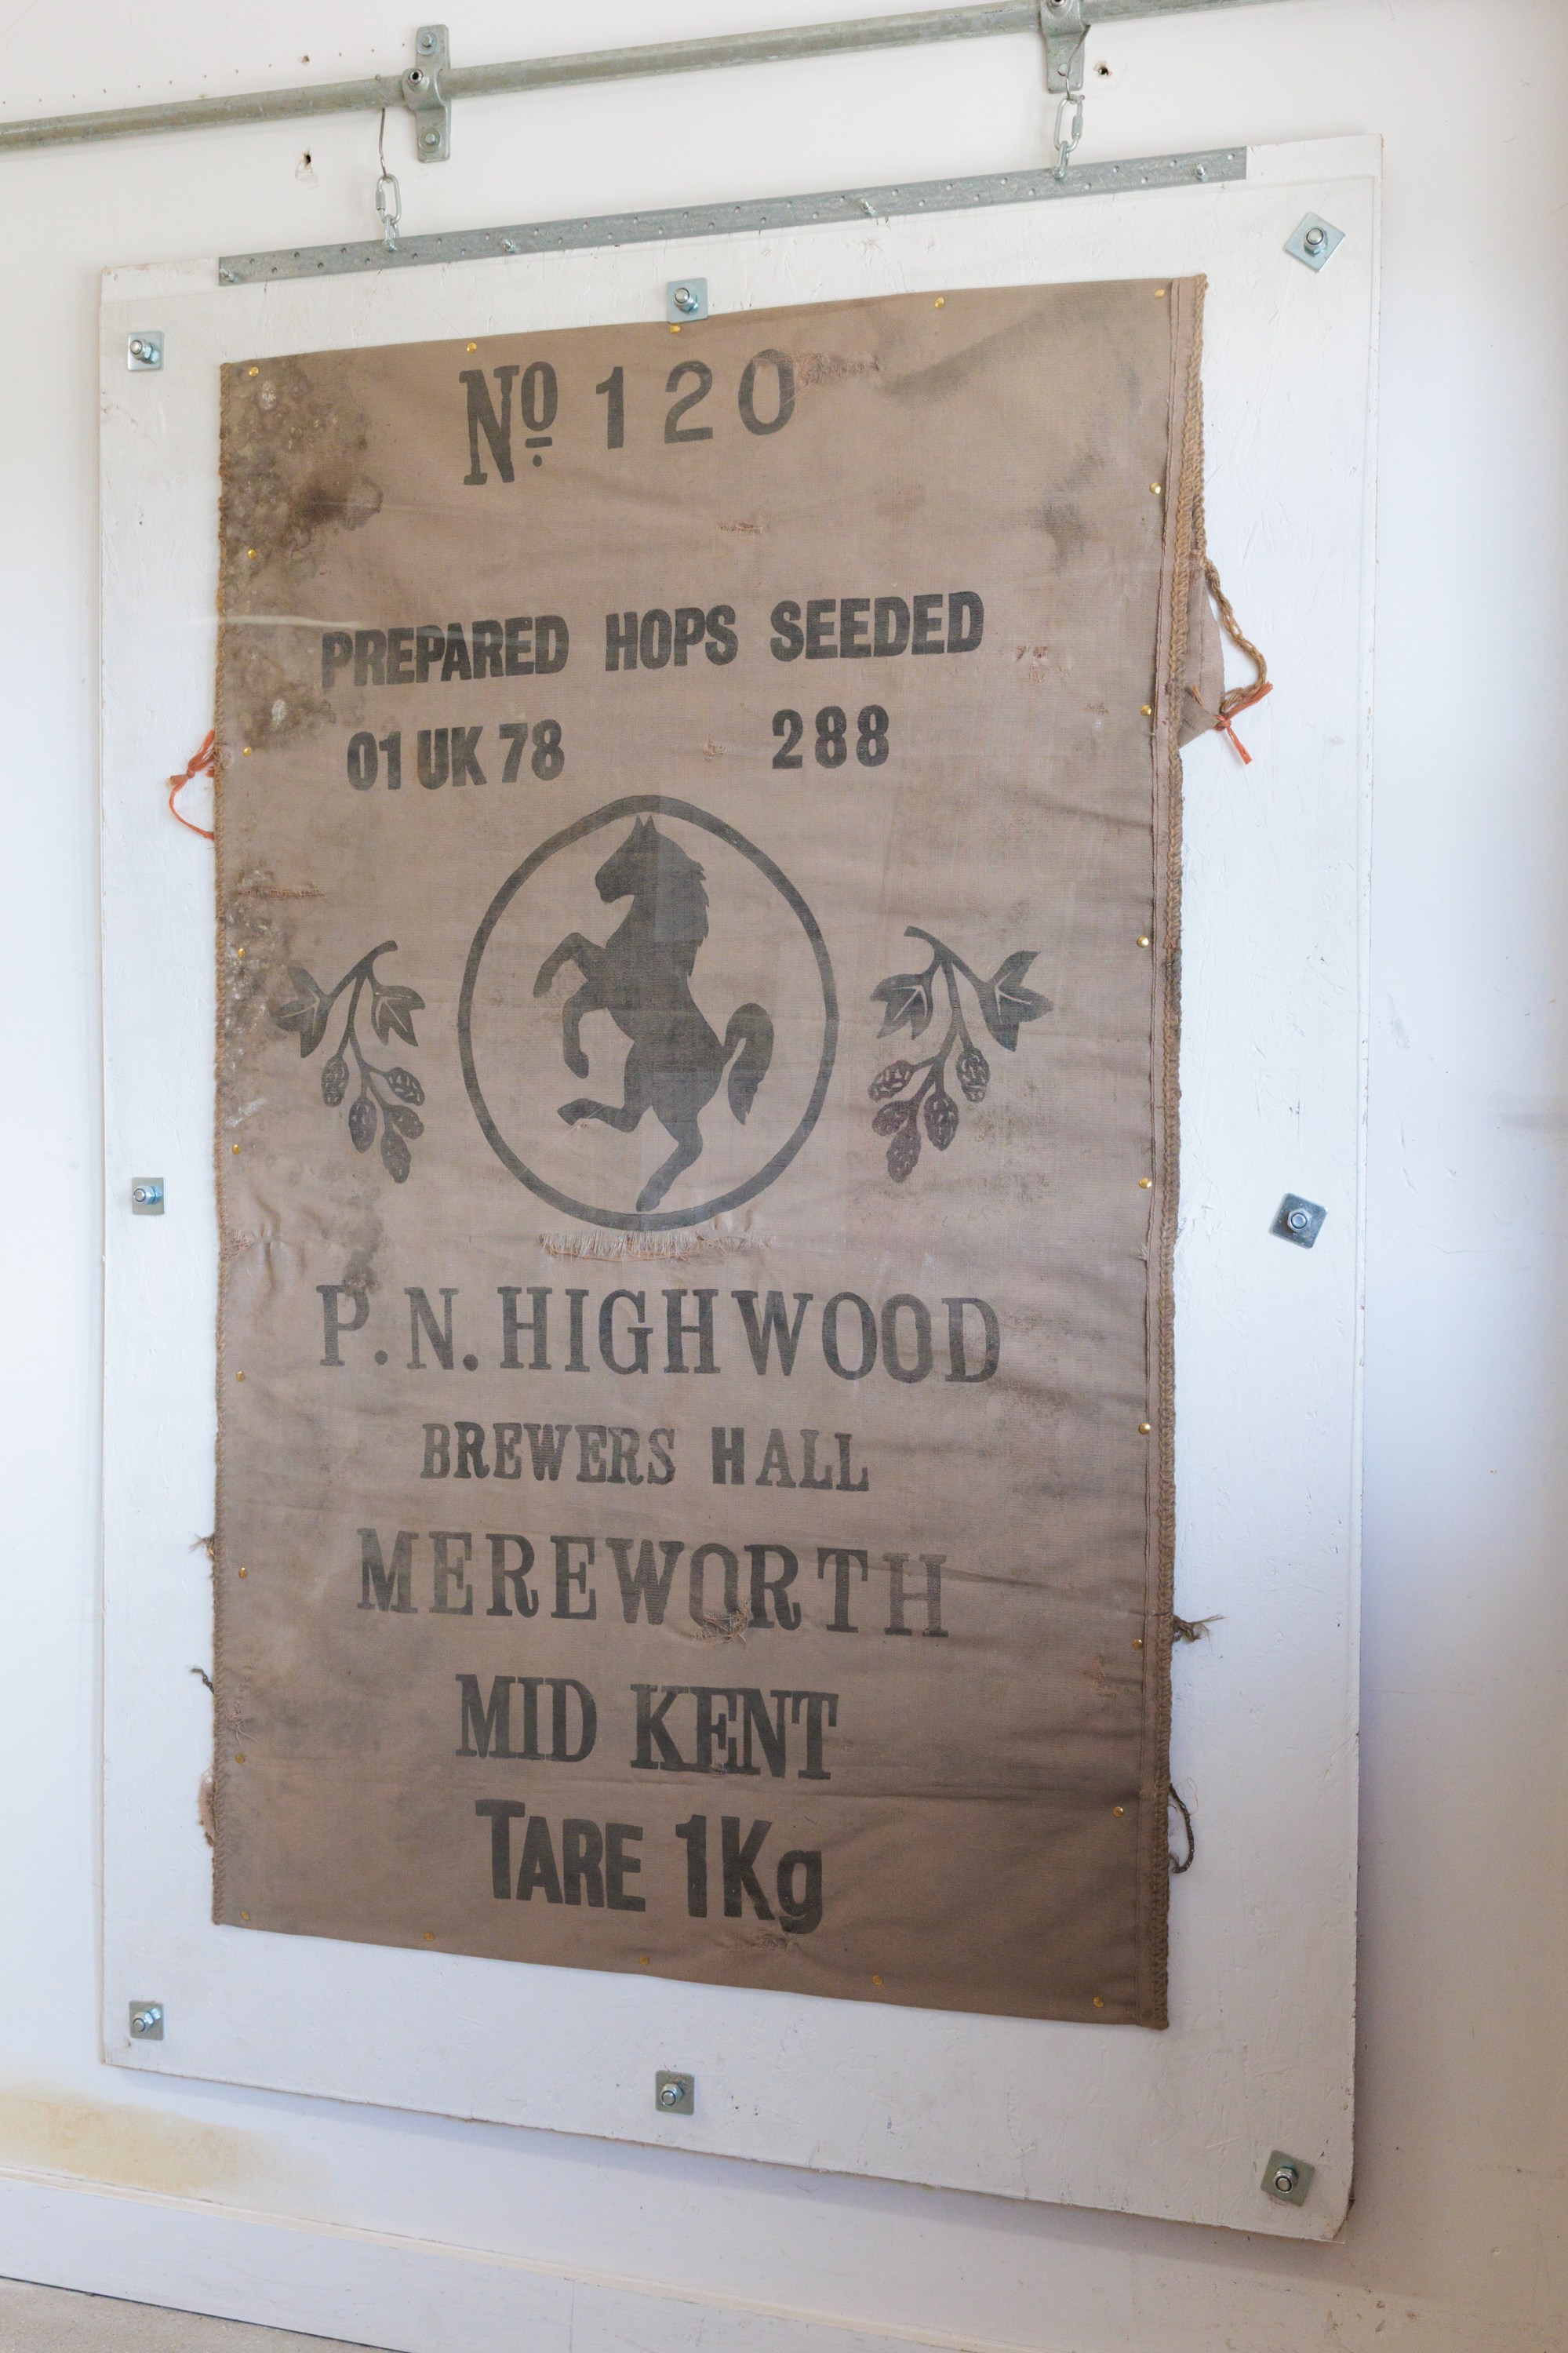 Nº 120
PREPARED HOPS SEEDED
01 UK 78 288
P.N. HIGHWOOD
BREWERS HALL
MEREWORTH
MID KENT
TARE 1Kg